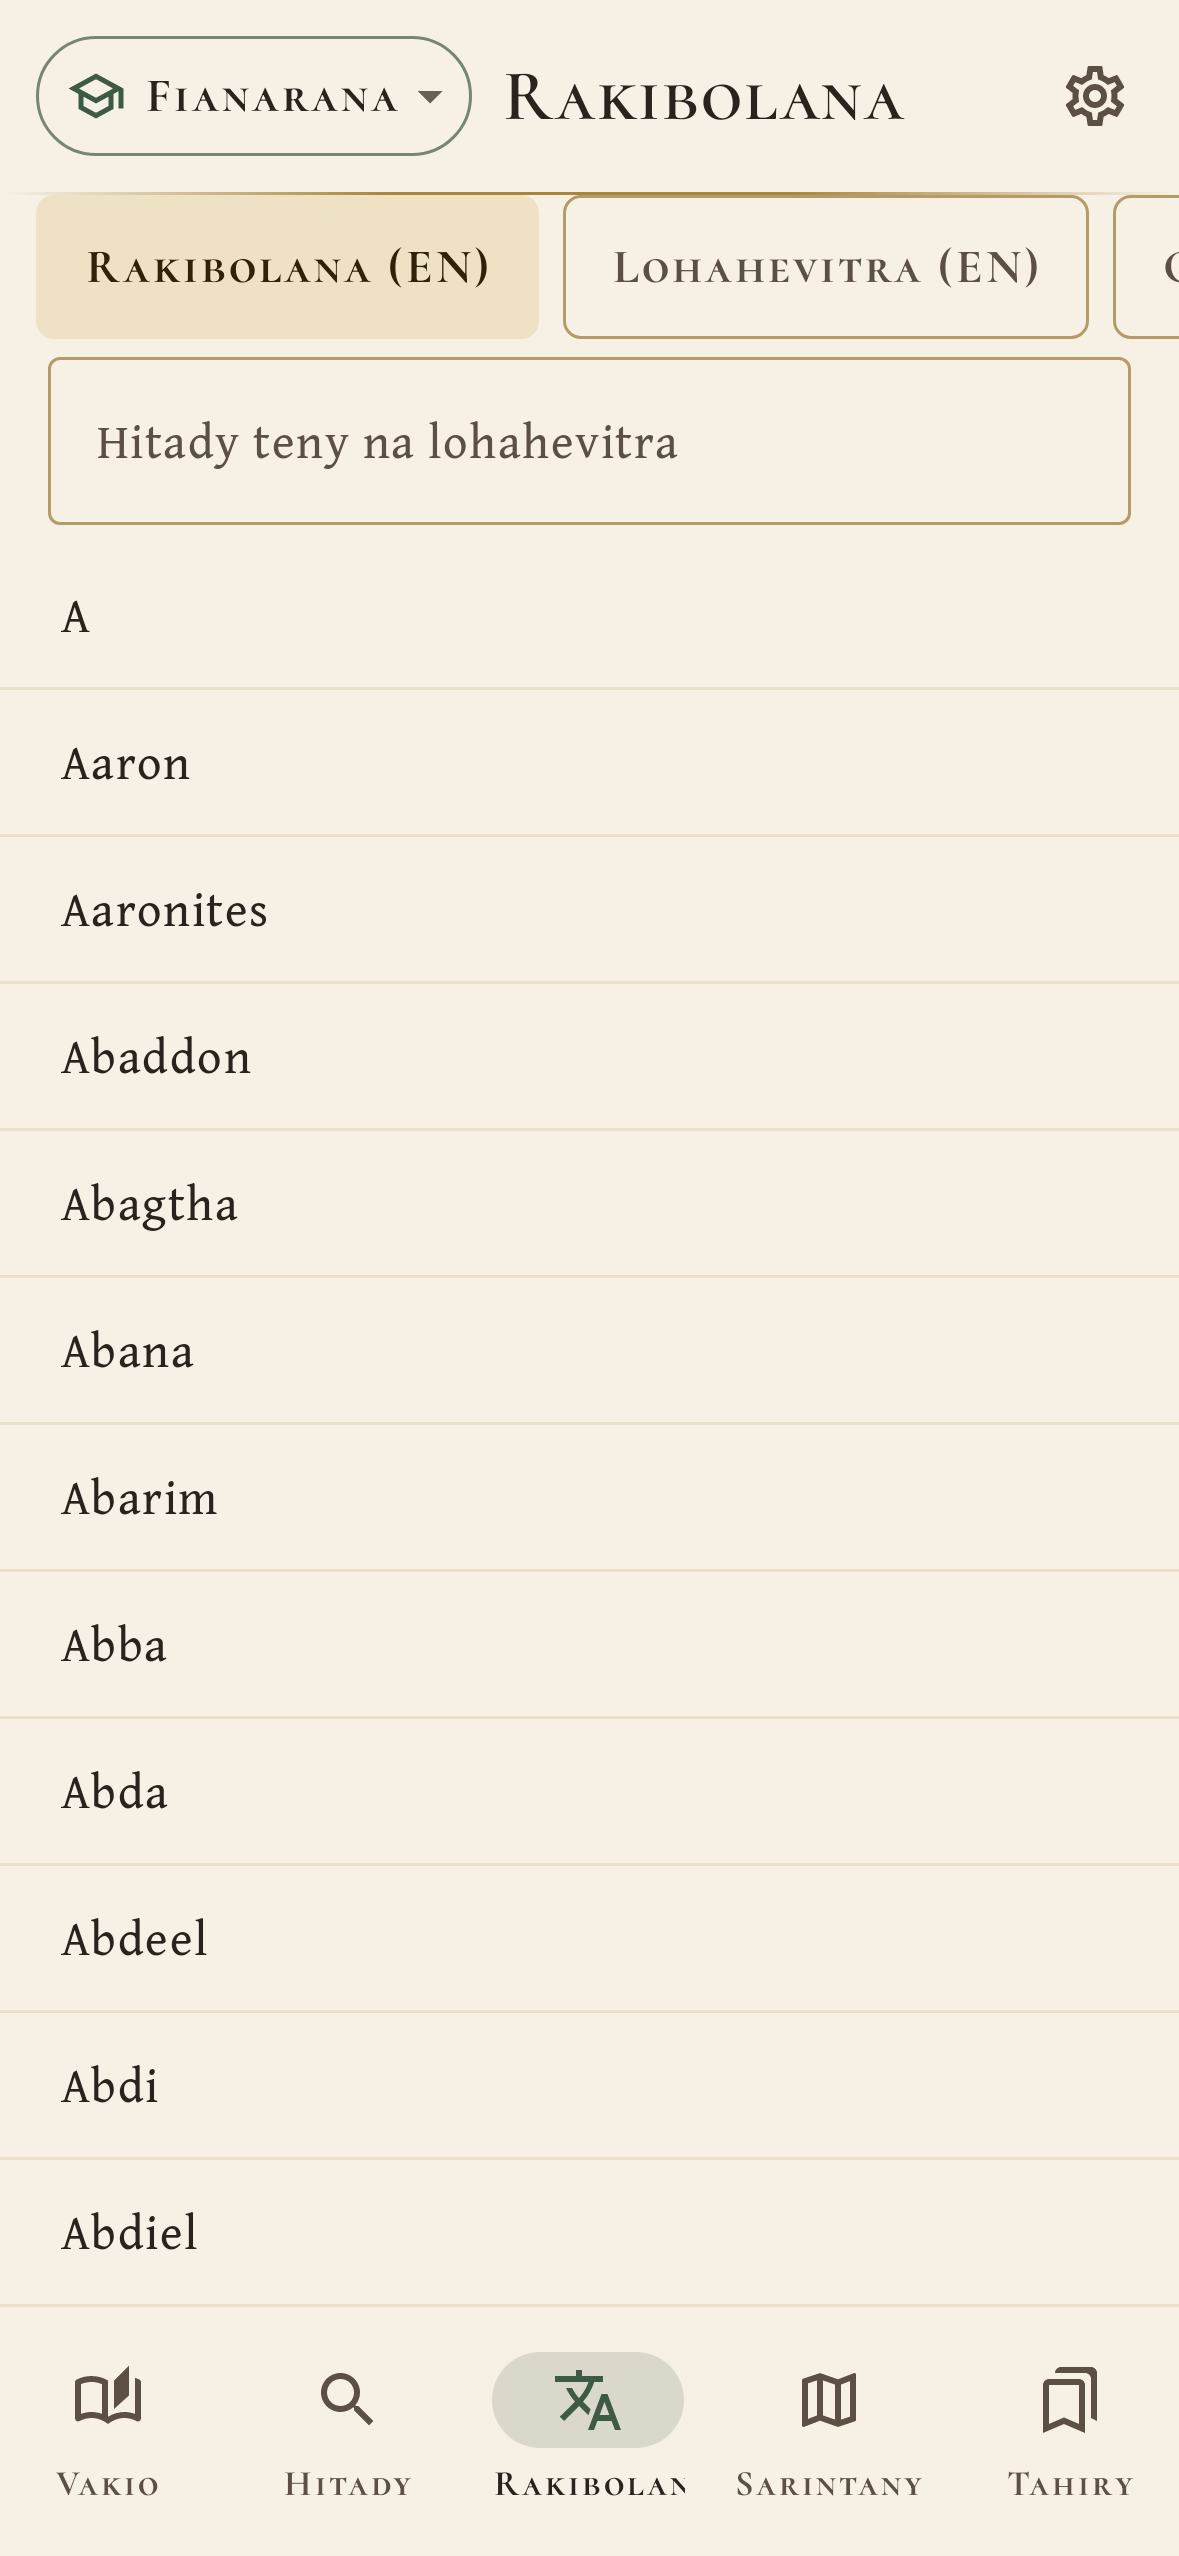 Fianarana
Rakibolana
Rakibolana (EN)
Lohahevitra (EN)
Hitady teny na lohahevitra
A
Aaron
Aaronites
Abaddon
Abagtha
Abana
Abarim
Abba
Abda
Abdeel
Abdi
Abdiel
Vakio
Hitady
Rakibolan
Sarintany
Tahiry